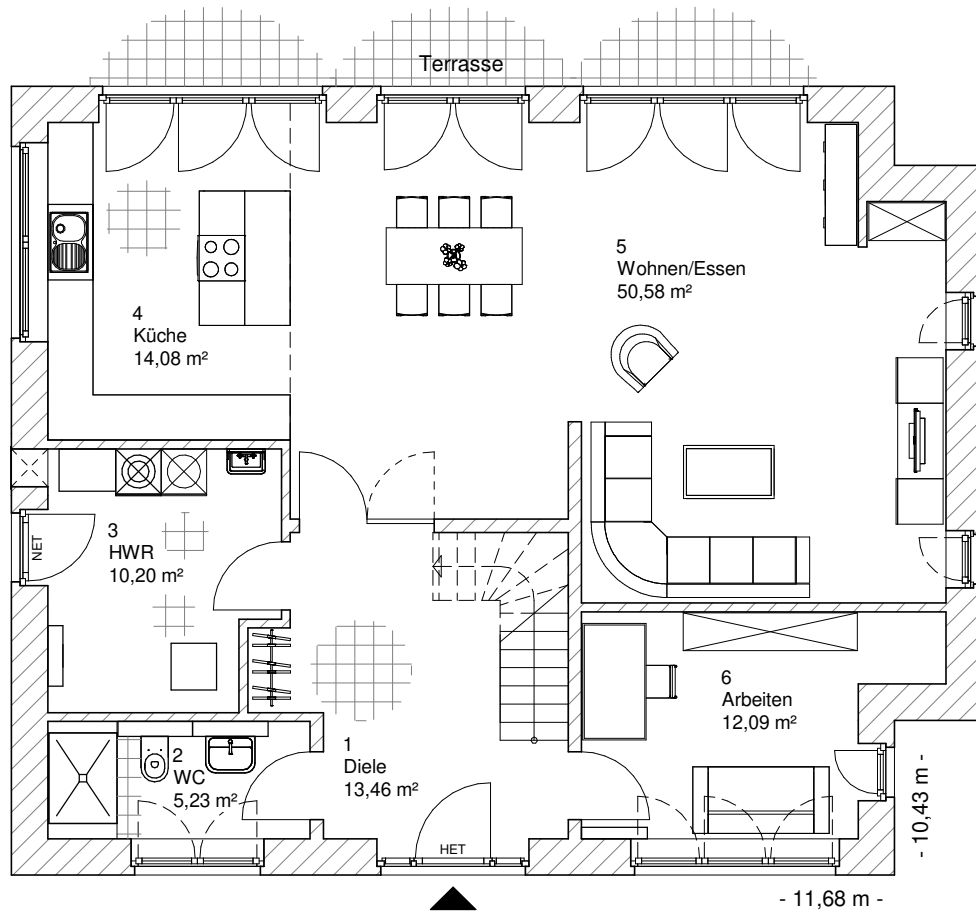 Terrasse
5
Wohnen/Essen
50,58 m²
4
Küche
14,08 m²
3
HWR
10,20 m²
NET
6
Arbeiten
12,09 m²
2
WC
5,23 m²
1
Diele
13,46 m²
HET
- 10,43 m -
- 11,68 m -